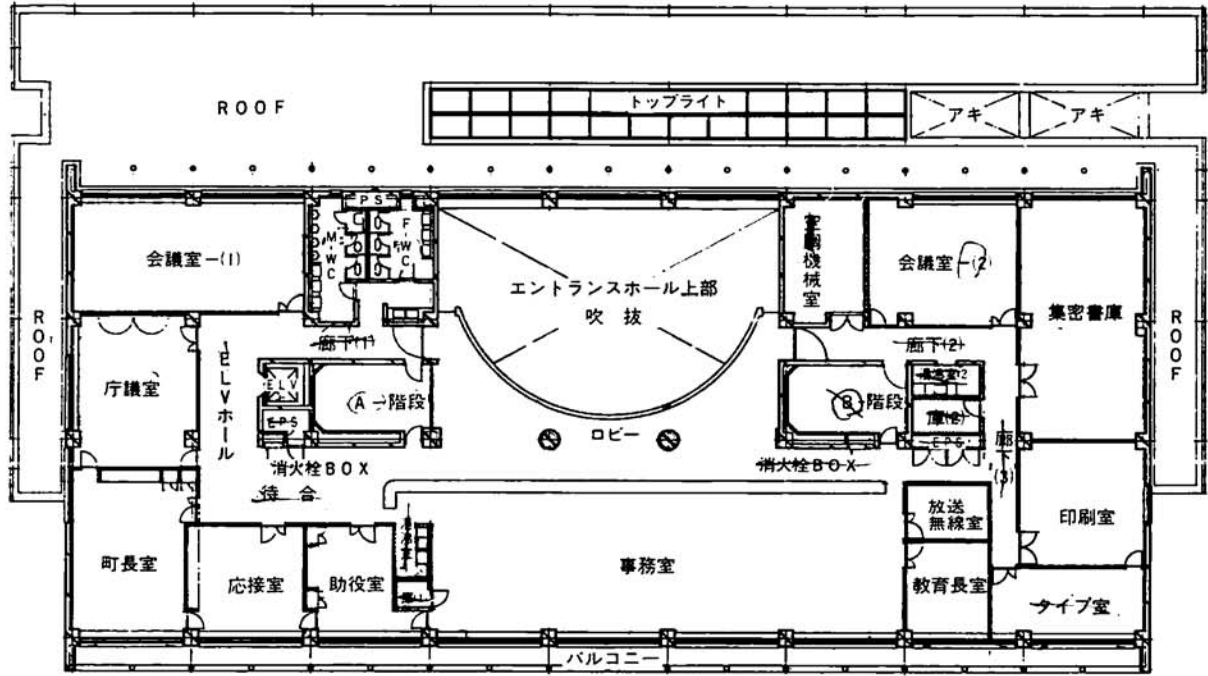 ROOF
トップライト
アキ
アキ
PS
M・WC
F・WC
会議室-(1)
エントランスホール上部
吹抜
空調機械室
会議室-(2)
集密書庫
ROOF
ROOF
廊下(1)
廊下(2)
庁議室
ELVホール
ELV
EPS
A-階段
B-階段
庫(2)
EPS
ロビー
消火栓BOX
消火栓BOX
待合
廊下(3)
放送
無線室
印刷室
町長室
応接室
助役室
事務室
教育長室
タイプ室
バルコニー